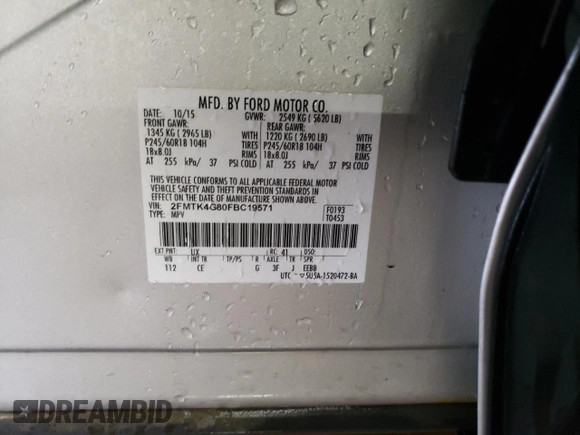 MFD. BY FORD MOTOR CO.
DATE: 10/15 GVWR: 2549 KG ( 5620 LB)
FRONT GAWR: REAR GAWR:
1345 KG ( 2965 LB) WITH 1220 KG ( 2690 LB) WITH
P245/60R18 104H TIRES P245/60R18 104H TIRES
18x8.0J RIMS 18x8.0J RIMS
AT 255 kPa/ 37 PSI COLD AT 255 kPa/ 37 PSI COLD
THIS VEHICLE CONFORMS TO ALL APPLICABLE FEDERAL MOTOR
VEHICLE SAFETY AND THEFT PREVENTION STANDARDS IN
EFFECT ON THE DATE OF MANUFACTURE SHOWN ABOVE.
VIN: 2FMTK4G80FBC19571 F0193
TYPE: MPV T0453
EXT PNT: UX RC: 41 DSO:
WB INT TR TP/PS R AXLE TR SPR
112 CE G 3F J EEBB
UTC 5U5A-1520472-BA
DREAMBID